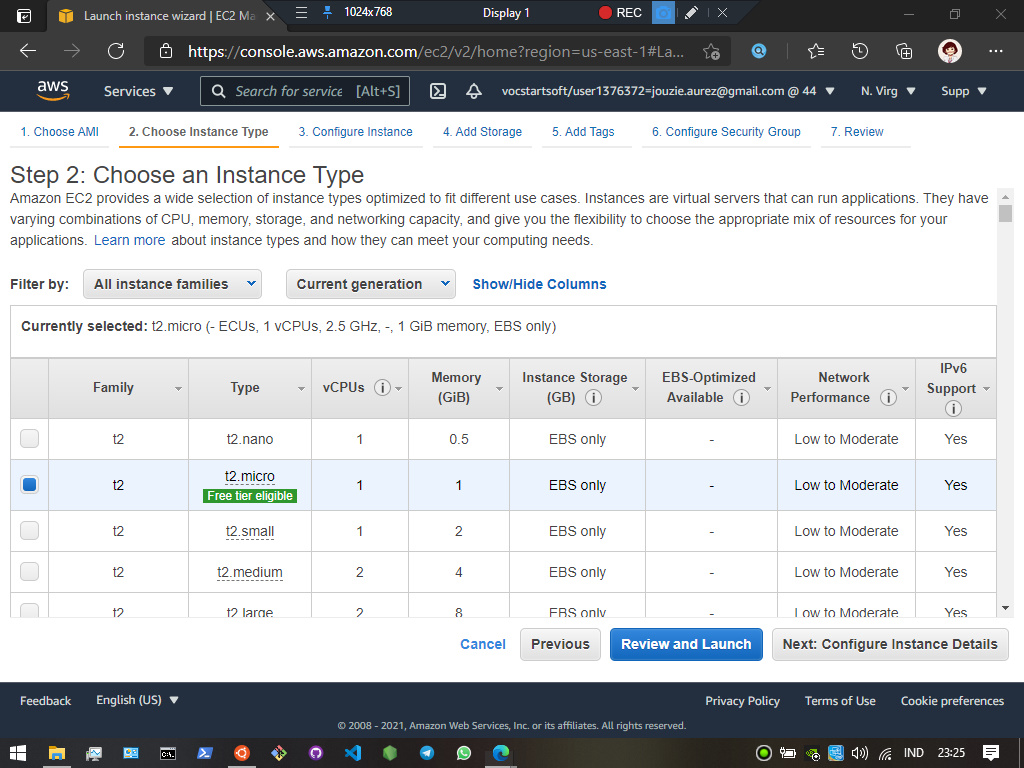 1024x768
Display 1
REC
Launch instance wizard | EC2 Ma
https://console.aws.amazon.com/ec2/v2/home?region=us-east-1#La...
aws
Services
Search for service
[Alt+S]
vocstartsoft/user1376372=jouzie.aurez@gmail.com @ 44
N. Virg
Supp
1. Choose AMI
2. Choose Instance Type
3. Configure Instance
4. Add Storage
5. Add Tags
6. Configure Security Group
7. Review
Step 2: Choose an Instance Type
Amazon EC2 provides a wide selection of instance types optimized to fit different use cases. Instances are virtual servers that can run applications. They have
varying combinations of CPU, memory, storage, and networking capacity, and give you the flexibility to choose the appropriate mix of resources for your
applications. Learn more about instance types and how they can meet your computing needs.
Filter by:
All instance families
Current generation
Show/Hide Columns
Currently selected: t2.micro (- ECUs, 1 vCPUs, 2.5 GHz, -, 1 GiB memory, EBS only)
Family
Type
vCPUs
Memory
(GiB)
Instance Storage
(GB)
EBS-Optimized
Available
Network
Performance
IPv6
Support
t2 t2.nano 1 0.5 EBS only - Low to Moderate Yes
t2 t2.micro 1 1 EBS only - Low to Moderate Yes
Free tier eligible
t2 t2.small 1 2 EBS only - Low to Moderate Yes
t2 t2.medium 2 4 EBS only - Low to Moderate Yes
t2 t2.large 2 8 EBS only - Low to Moderate Yes
Cancel
Previous
Review and Launch
Next: Configure Instance Details
Feedback
English (US)
Privacy Policy
Terms of Use
Cookie preferences
© 2008 - 2021, Amazon Web Services, Inc. or its affiliates. All rights reserved.
IND
23:25